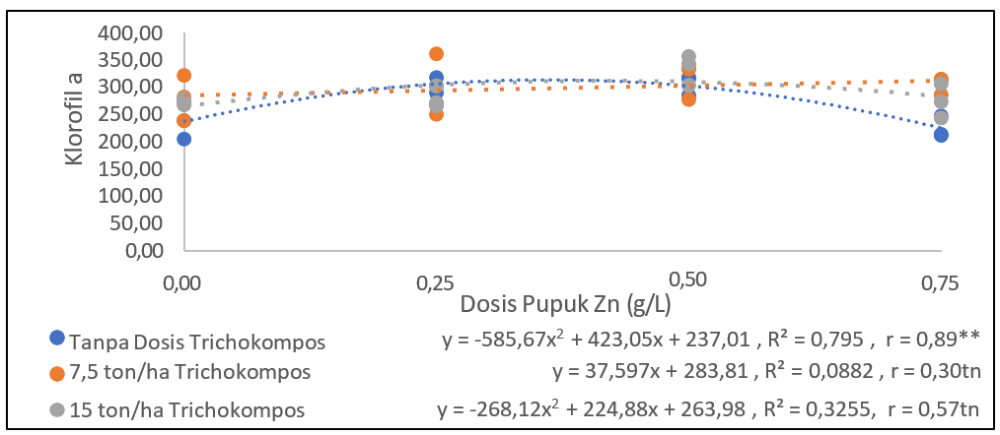 Klorofil a
400,00
350,00
300,00
250,00
200,00
150,00
100,00
50,00
0,00
0,00 0,25 0,50 0,75
Dosis Pupuk Zn (g/L)
Tanpa Dosis Trichokompos y = -585,67x² + 423,05x + 237,01 , R² = 0,795 , r = 0,89**
7,5 ton/ha Trichokompos y = 37,597x + 283,81 , R² = 0,0882 , r = 0,30tn
15 ton/ha Trichokompos y = -268,12x² + 224,88x + 263,98 , R² = 0,3255, r = 0,57tn